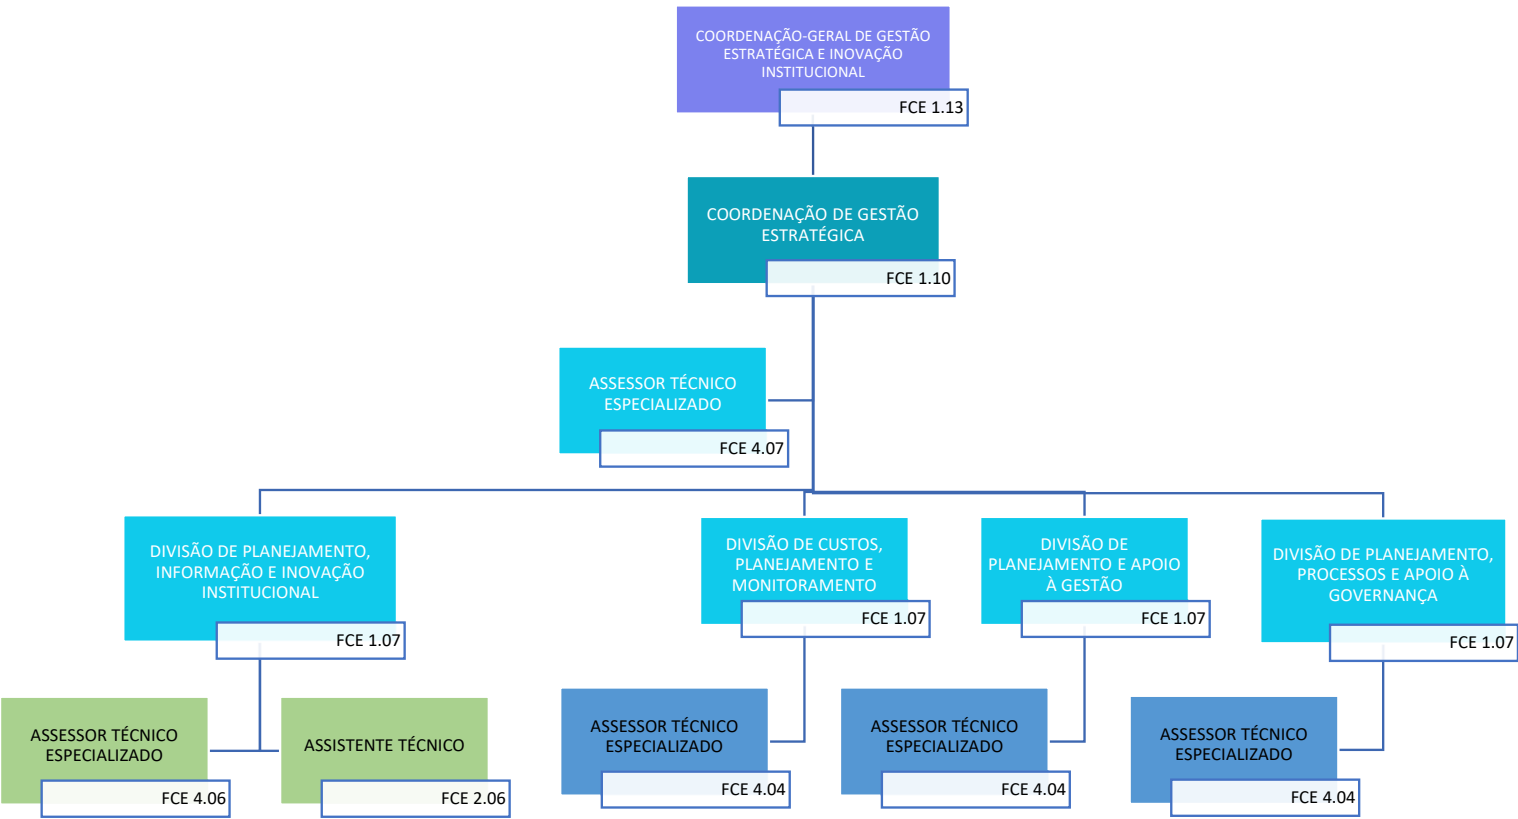 COORDENAÇÃO-GERAL DE GESTÃO
ESTRATÉGICA E INOVAÇÃO
INSTITUCIONAL
FCE 1.13
COORDENAÇÃO DE GESTÃO
ESTRATÉGICA
FCE 1.10
ASSESSOR TÉCNICO
ESPECIALIZADO
FCE 4.07
DIVISÃO DE PLANEJAMENTO,
INFORMAÇÃO E INOVAÇÃO
INSTITUCIONAL
FCE 1.07
DIVISÃO DE CUSTOS,
PLANEJAMENTO E
MONITORAMENTO
FCE 1.07
DIVISÃO DE
PLANEJAMENTO E APOIO
À GESTÃO
FCE 1.07
DIVISÃO DE PLANEJAMENTO,
PROCESSOS E APOIO À
GOVERNANÇA
FCE 1.07
ASSESSOR TÉCNICO
ESPECIALIZADO
FCE 4.06
ASSISTENTE TÉCNICO
FCE 2.06
ASSESSOR TÉCNICO
ESPECIALIZADO
FCE 4.04
ASSESSOR TÉCNICO
ESPECIALIZADO
FCE 4.04
ASSESSOR TÉCNICO
ESPECIALIZADO
FCE 4.04